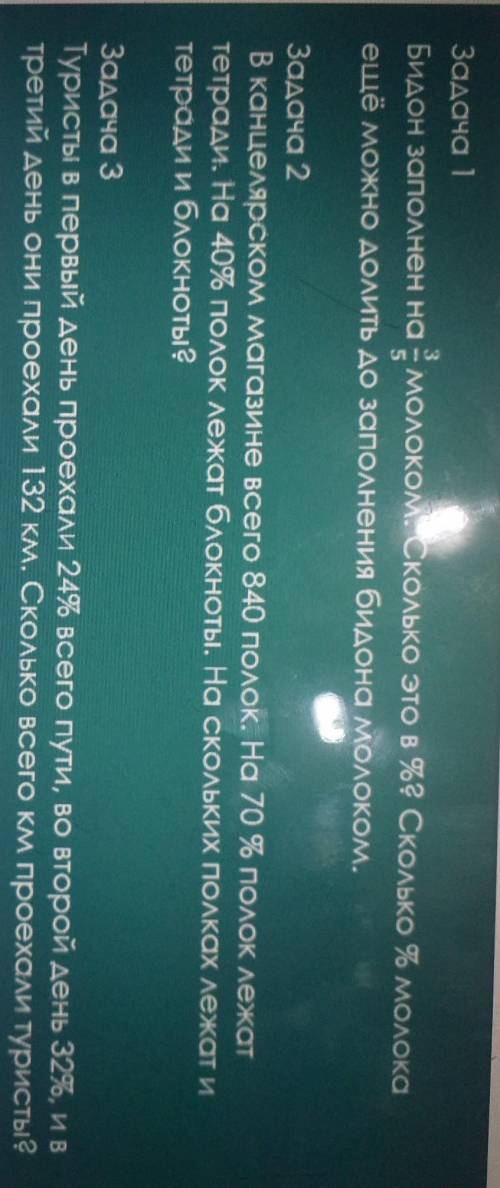 Задача 1
Бидон заполнен на 3/5 молоком. Сколько это в %? Сколько % молока
ещё можно долить до заполнения бидона молоком.
Задача 2
В канцелярском магазине всего 840 полок. На 70 % полок лежат
тетради. На 40% полок лежат блокноты. На скольких полках лежат и
тетради и блокноты?
Задача 3
Туристы в первый день проехали 24% всего пути, во второй день 32%, и в
третий день они проехали 132 км. Сколько всего км проехали туристы?